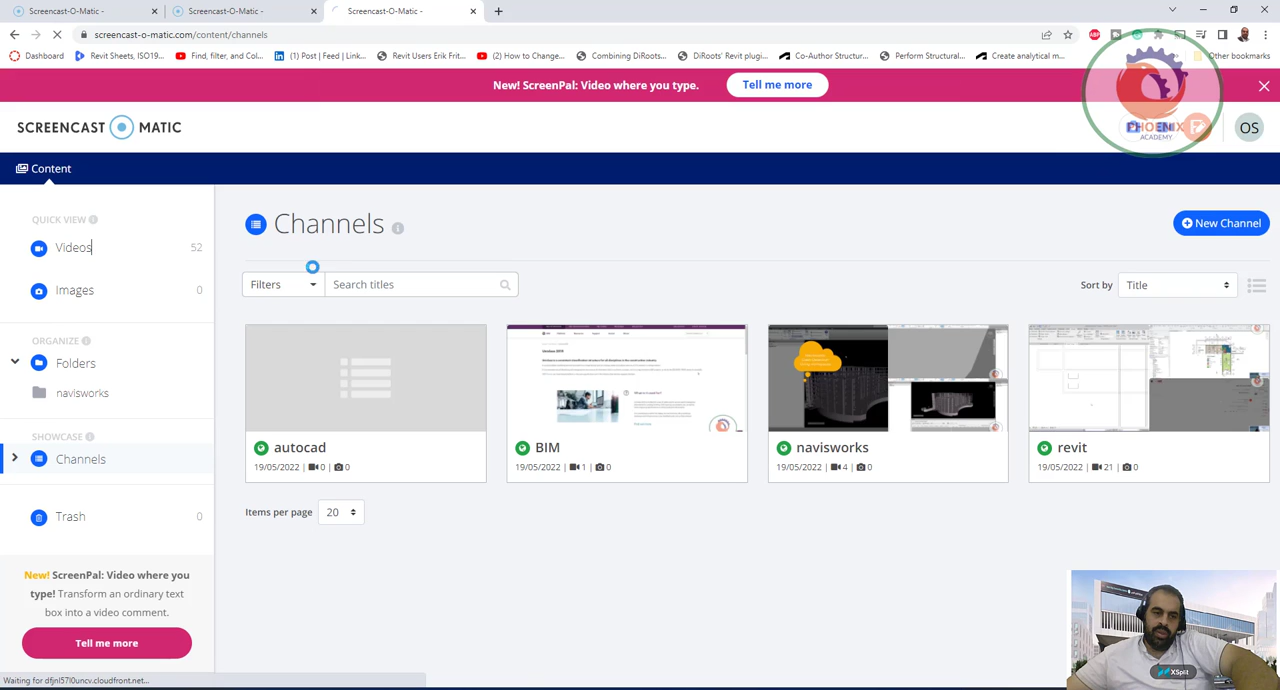 Screencast-O-Matic -
Screencast-O-Matic -
Screencast-O-Matic -
screencast-o-matic.com/content/channels
Dashboard
Revit Sheets, ISO19...
Find, filter, and Col...
(1) Post | Feed | Link...
Revit Users Erik Frit...
(2) How to Change...
Combining DiRoots...
DiRoots' Revit plugi...
Co-Author Structur...
Perform Structural...
Create analytical m...
Other bookmarks
New! ScreenPal: Video where you type.
Tell me more
SCREENCAST O MATIC
PHOENIX
ACADEMY
OS
Content
QUICK VIEW
Videos 52
Images 0
ORGANIZE
Folders
navisworks
SHOWCASE
Channels
Trash 0
New! ScreenPal: Video where you
type! Transform an ordinary text
box into a video comment.
Tell me more
Channels
New Channel
Filters
Search titles
Sort by
Title
autocad
19/05/2022 | 0 | 0
BIM
19/05/2022 | 1 | 0
navisworks
19/05/2022 | 4 | 0
revit
19/05/2022 | 21 | 0
Items per page 20
XSplit
Waiting for dfjnl57l0uncv.cloudfront.net...